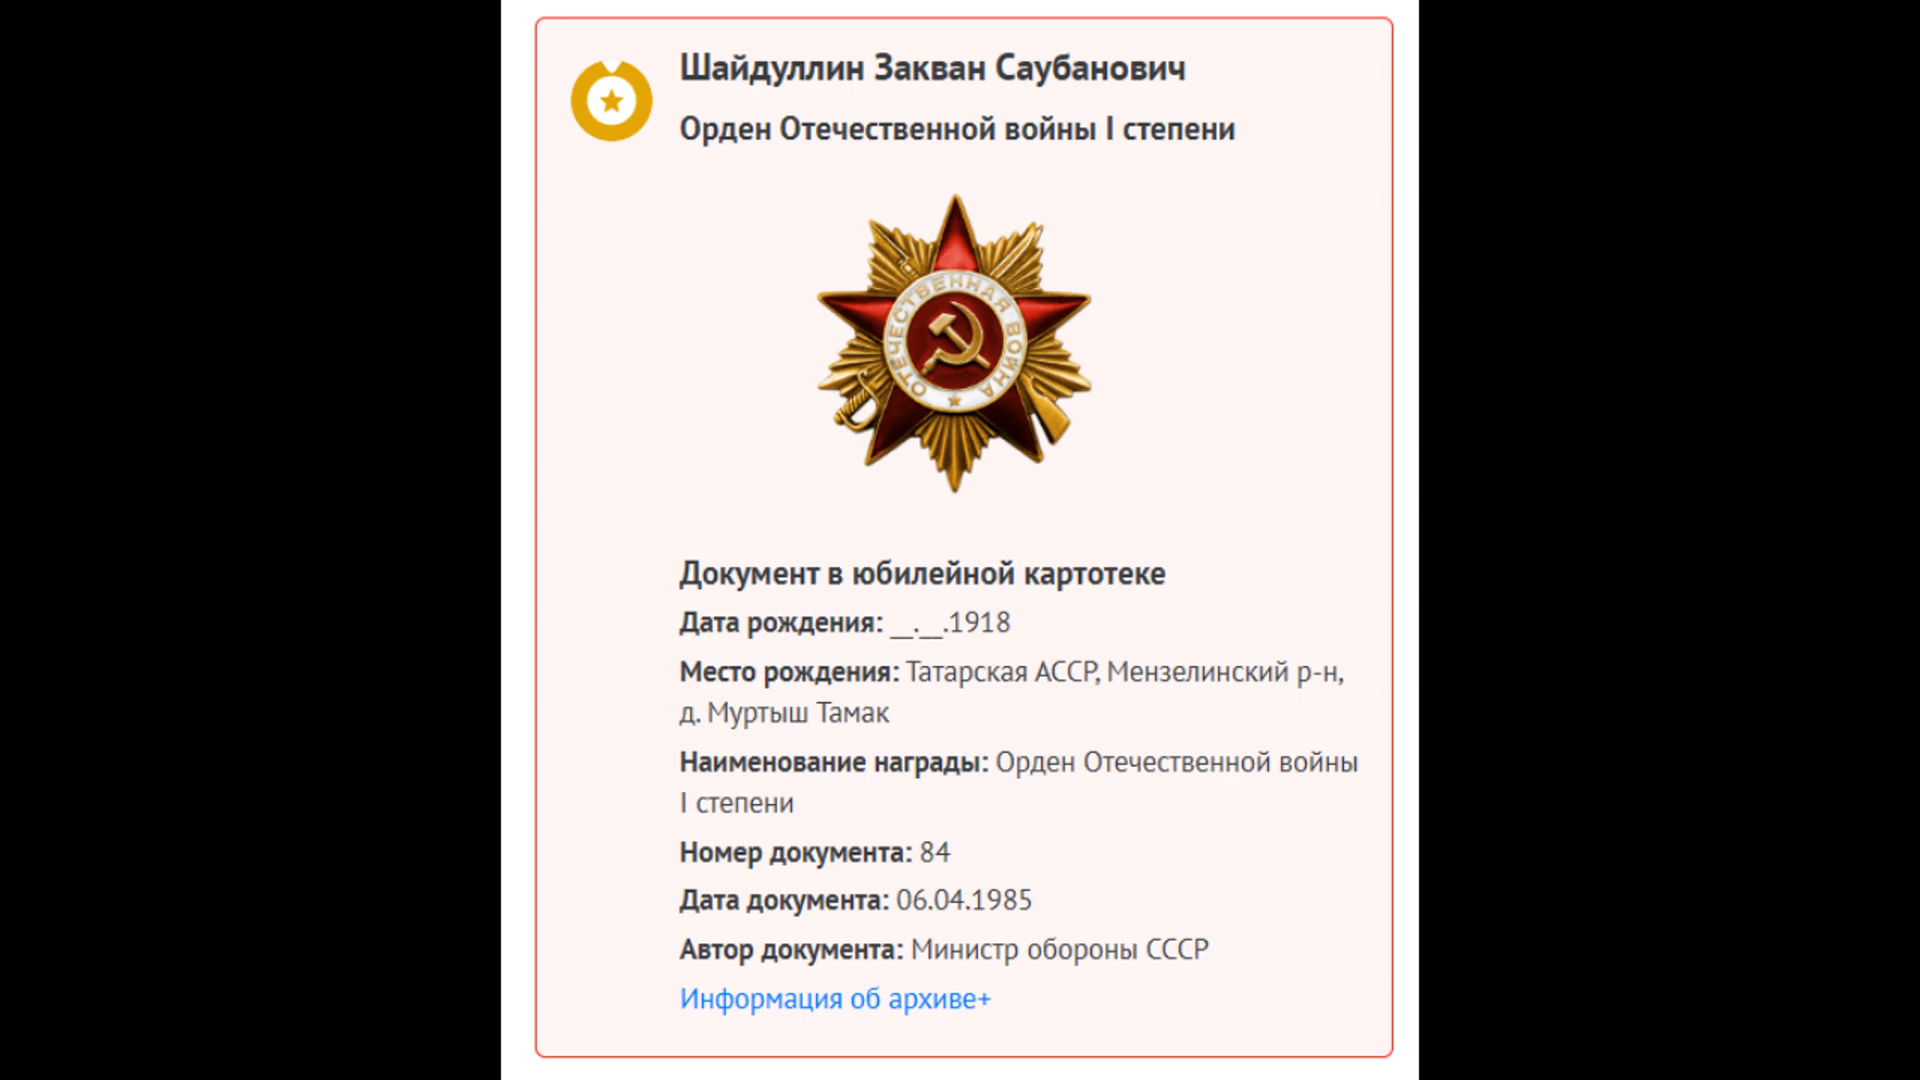 Шайдуллин Закван Саубанович
Орден Отечественной войны I степени
ОТЕЧЕСТВЕННАЯ ВОЙНА
Документ в юбилейной картотеке
Дата рождения: __.__.1918
Место рождения: Татарская АССР, Мензелинский р-н,
д. Муртыш Тамак
Наименование награды: Орден Отечественной войны
I степени
Номер документа: 84
Дата документа: 06.04.1985
Автор документа: Министр обороны СССР
Информация об архиве+